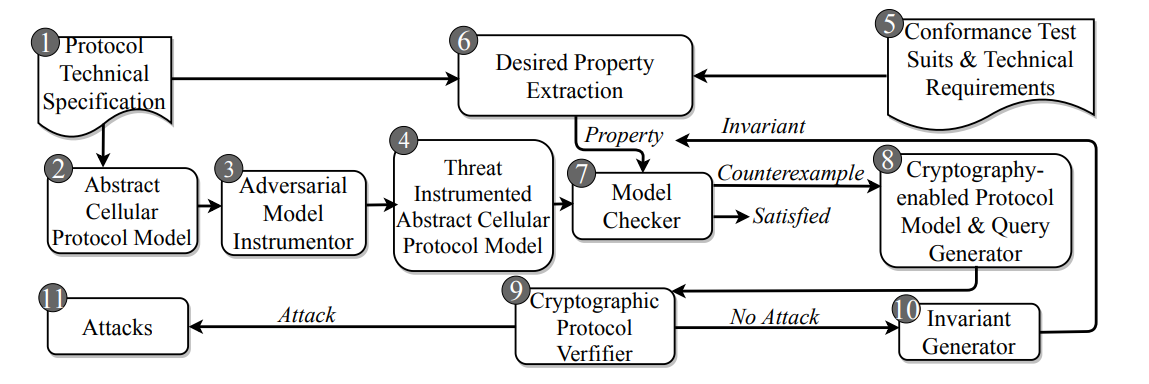 1
Protocol
Technical
Specification
6
Desired Property
Extraction
5
Conformance Test
Suits & Technical
Requirements
Property
Invariant
2
Abstract
Cellular
Protocol Model
3
Adversarial
Model
Instrumentor
4
Threat
Instrumented
Abstract Cellular
Protocol Model
7
Model
Checker
Counterexample
Satisfied
8
Cryptography-
enabled Protocol
Model & Query
Generator
11
Attacks
Attack
9
Cryptographic
Protocol
Verfifier
No Attack
10
Invariant
Generator